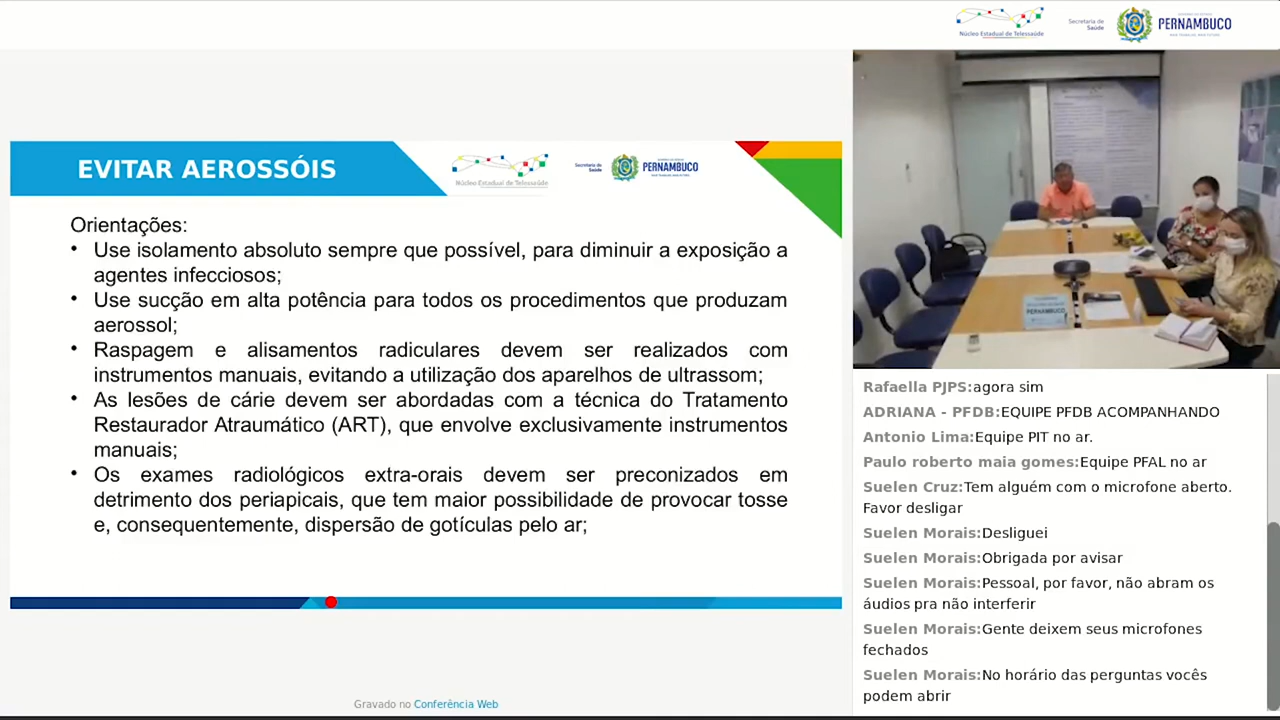 Núcleo Estadual de Telessaúde
Secretaria de
Saúde
PERNAMBUCO
EVITAR AEROSSÓIS
Núcleo Estadual de Telessaúde
Secretaria de
Saúde
PERNAMBUCO
Orientações:
• Use isolamento absoluto sempre que possível, para diminuir a exposição a
agentes infecciosos;
• Use sucção em alta potência para todos os procedimentos que produzam
aerossol;
• Raspagem e alisamentos radiculares devem ser realizados com
instrumentos manuais, evitando a utilização dos aparelhos de ultrassom;
• As lesões de cárie devem ser abordadas com a técnica do Tratamento
Restaurador Atraumático (ART), que envolve exclusivamente instrumentos
manuais;
• Os exames radiológicos extra-orais devem ser preconizados em
detrimento dos periapicais, que tem maior possibilidade de provocar tosse
e, consequentemente, dispersão de gotículas pelo ar;
PERNAMBUCO
Rafaella PJPS:agora sim
ADRIANA - PFDB:EQUIPE PFDB ACOMPANHANDO
Antonio Lima:Equipe PIT no ar.
Paulo roberto maia gomes:Equipe PFAL no ar
Suelen Cruz:Tem alguém com o microfone aberto.
Favor desligar
Suelen Morais:Desliguei
Suelen Morais:Obrigada por avisar
Suelen Morais:Pessoal, por favor, não abram os
áudios pra não interferir
Suelen Morais:Gente deixem seus microfones
fechados
Suelen Morais:No horário das perguntas vocês
podem abrir
Gravado no Conferência Web